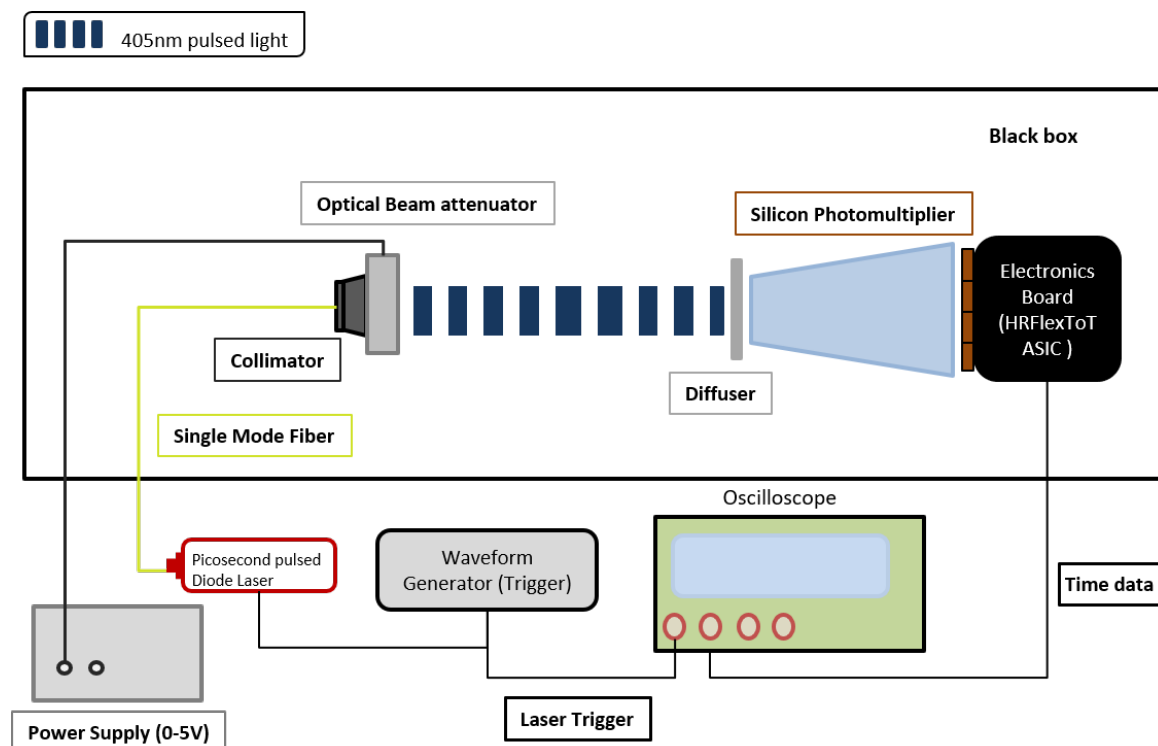 405nm pulsed light
Black box
Optical Beam attenuator
Silicon Photomultiplier
Electronics
Board
(HRFlexToT
ASIC )
Collimator
Diffuser
Single Mode Fiber
Oscilloscope
Picosecond pulsed
Diode Laser
Waveform
Generator (Trigger)
Time data
Laser Trigger
Power Supply (0-5V)